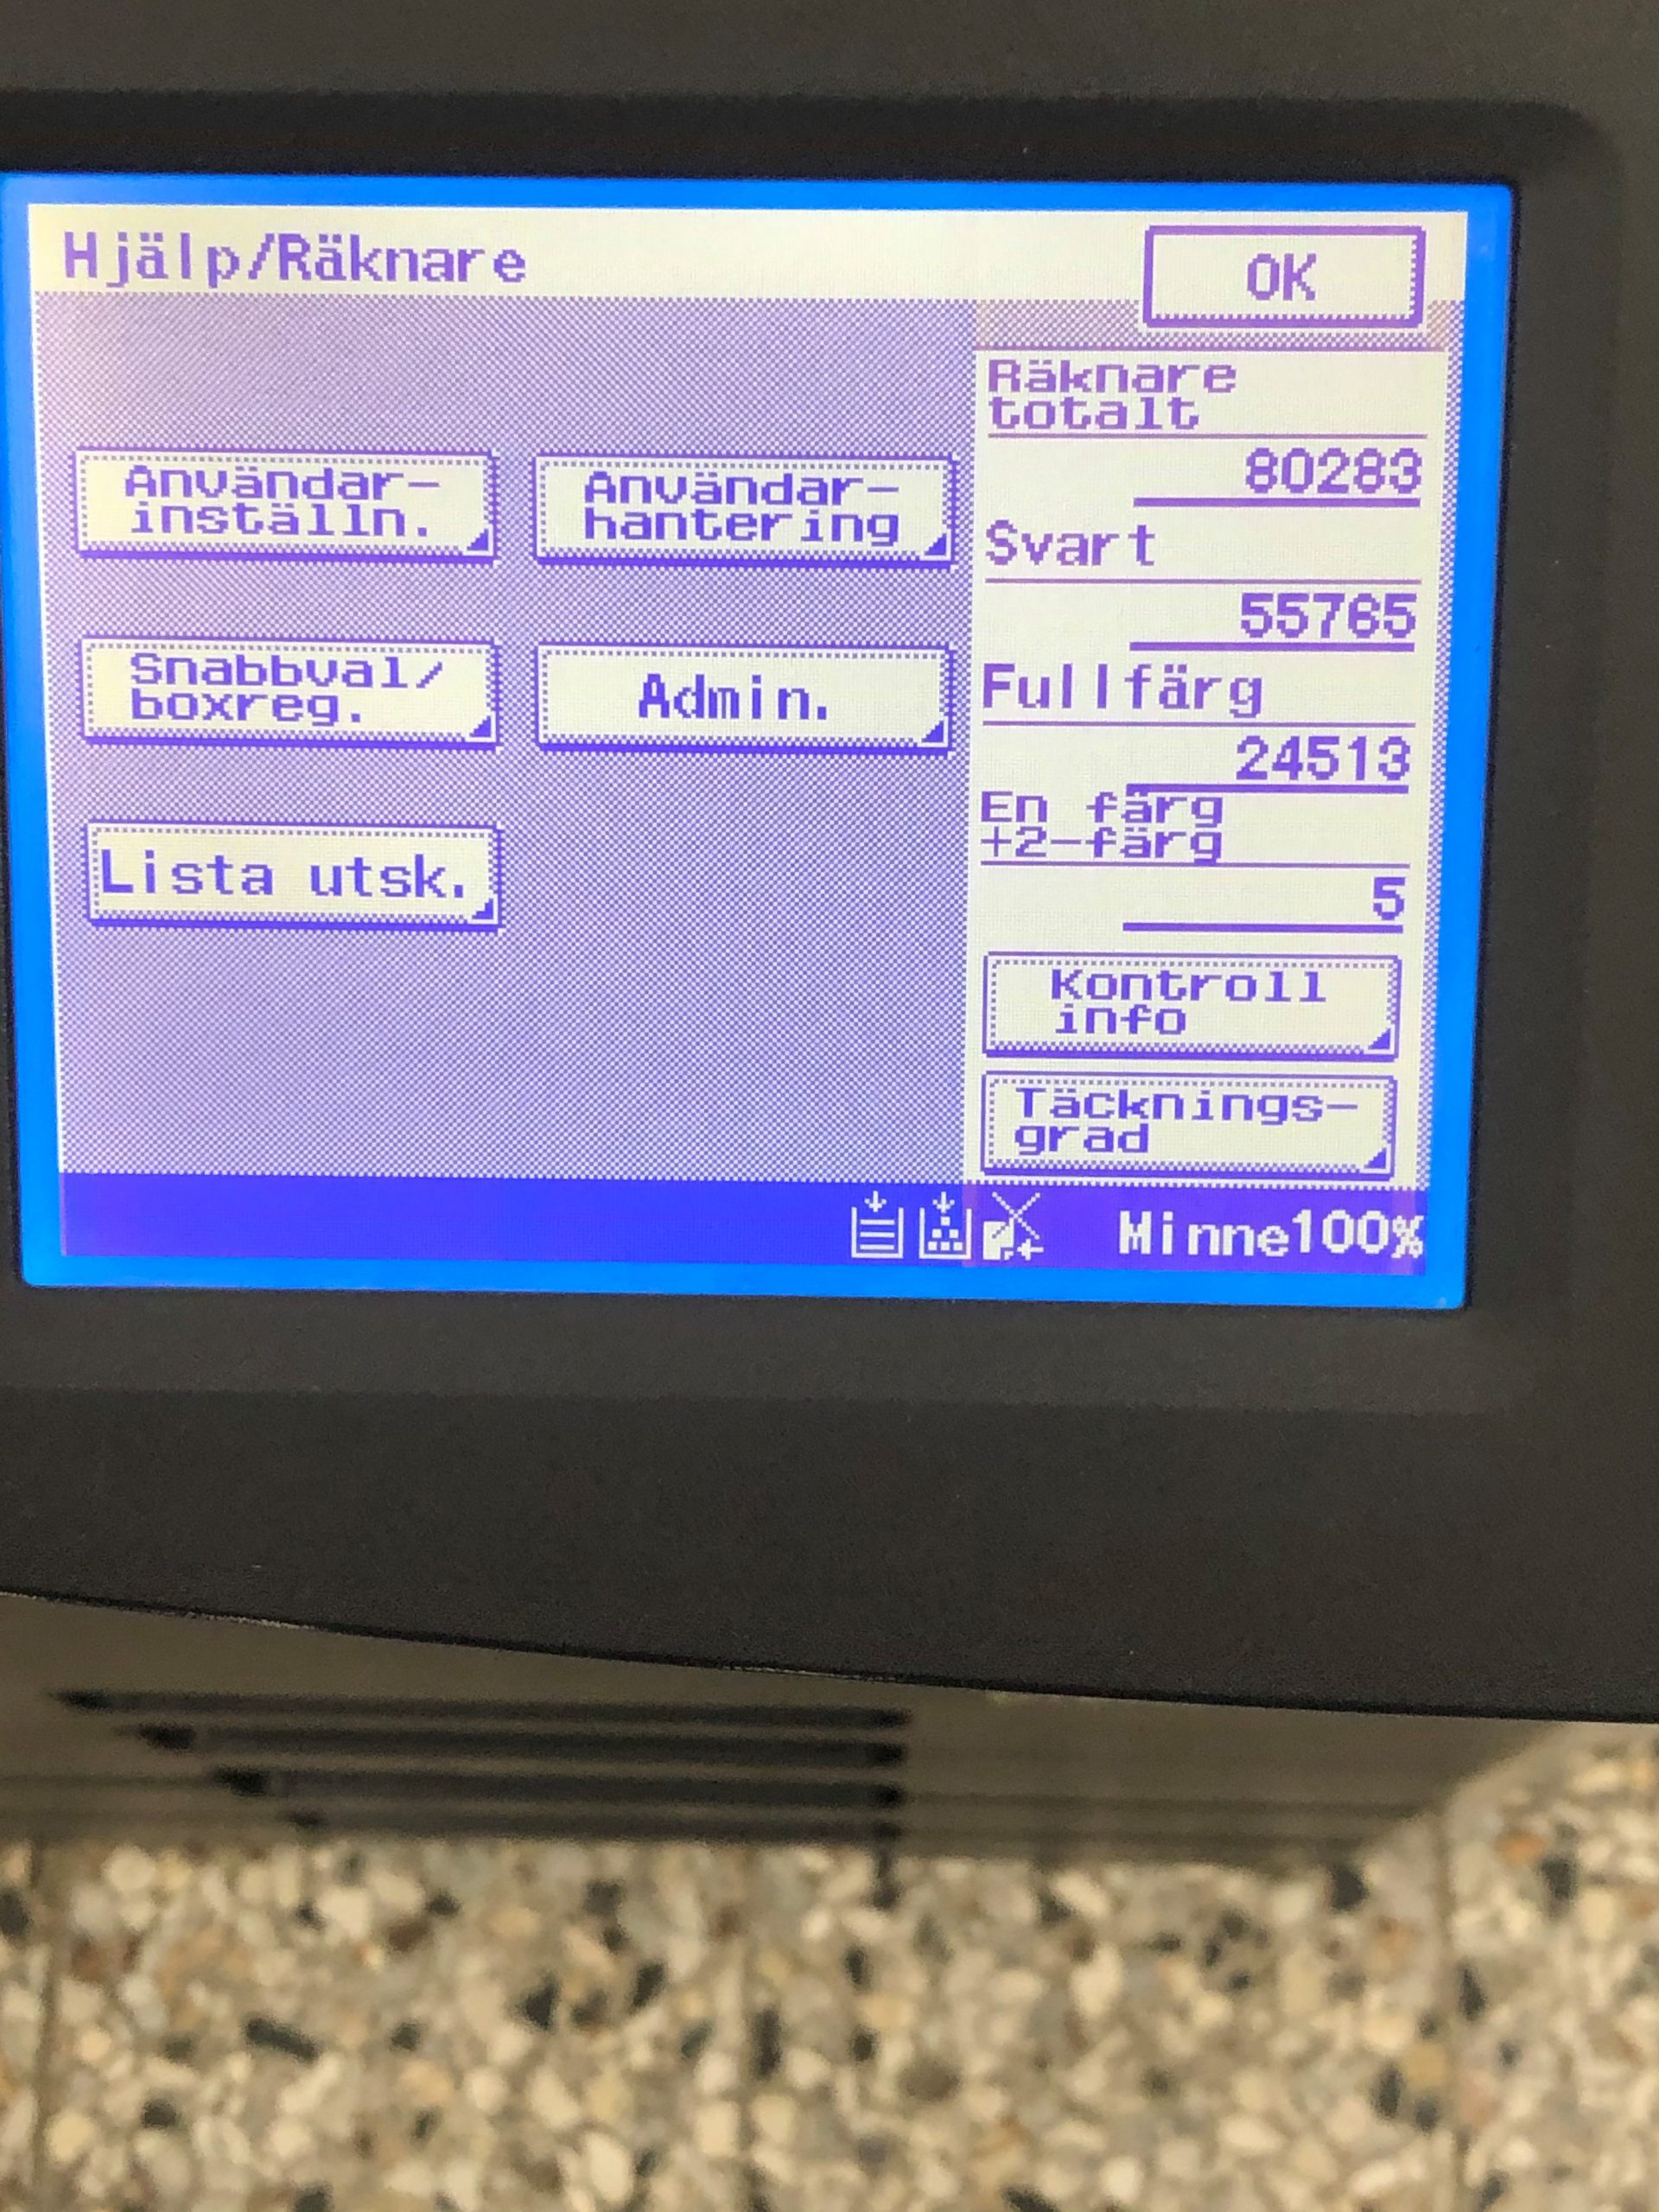 Hjälp/Räknare
OK
Användar-
inställn.
Användar-
hantering
Snabbval/
boxreg.
Admin.
Lista utsk.
Räknare
totalt
80283
Svart
55765
Fullfärg
24513
En färg
+2-färg
5
Kontroll
info
Täcknings-
grad
Minne100%